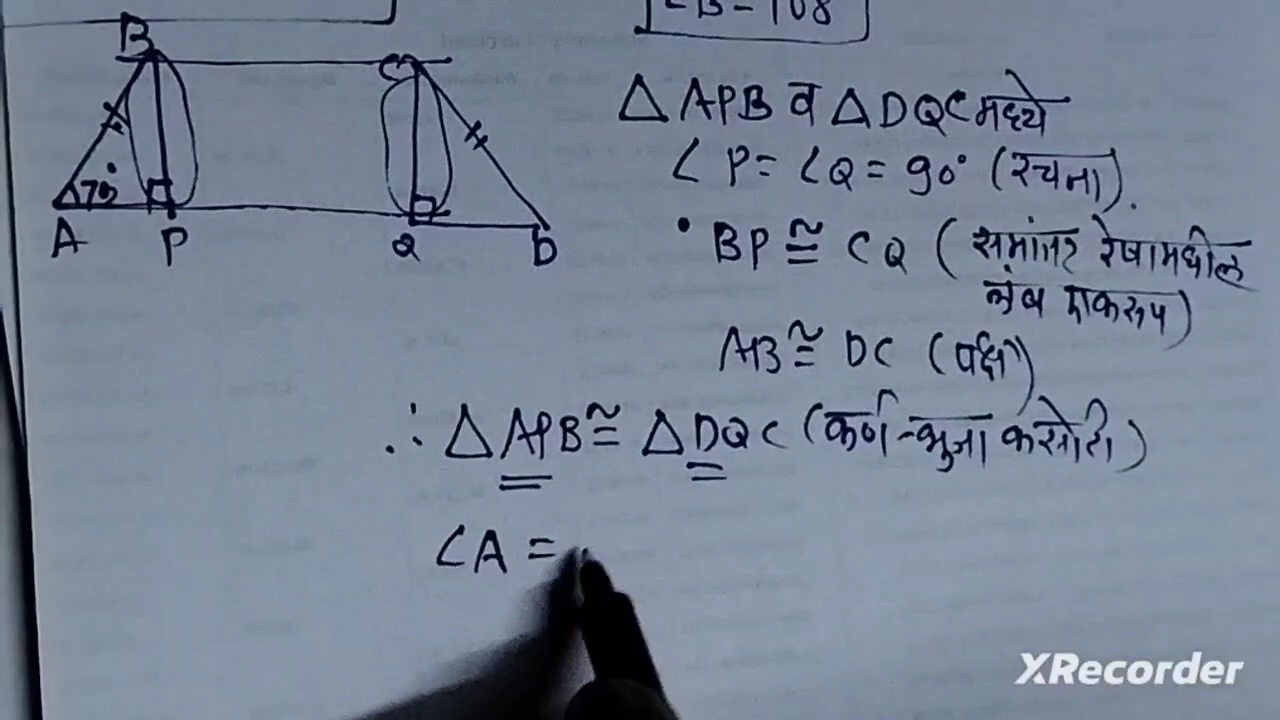 ∠B = 108
B
C
70°
A
P
Q
D
△ APB व △ DQC मध्ये
∠P = ∠Q = 90° (रचना).
• BP ≅ CQ (समांतर रेषामधील
लंब एकरुप)
AB ≅ DC (पक्ष)
∴ △ APB ≅ △ DQC (कर्ण-भुजा कसोटी)
∠A =
XRecorder